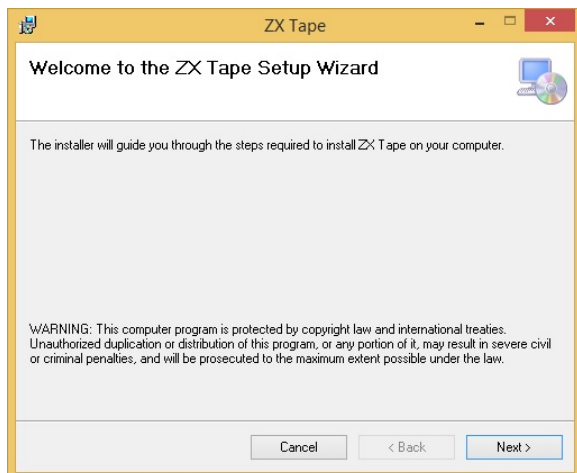 ZX Tape
Welcome to the ZX Tape Setup Wizard
The installer will guide you through the steps required to install ZX Tape on your computer.
WARNING: This computer program is protected by copyright law and international treaties.
Unauthorized duplication or distribution of this program, or any portion of it, may result in severe civil
or criminal penalties, and will be prosecuted to the maximum extent possible under the law.
Cancel
< Back
Next >